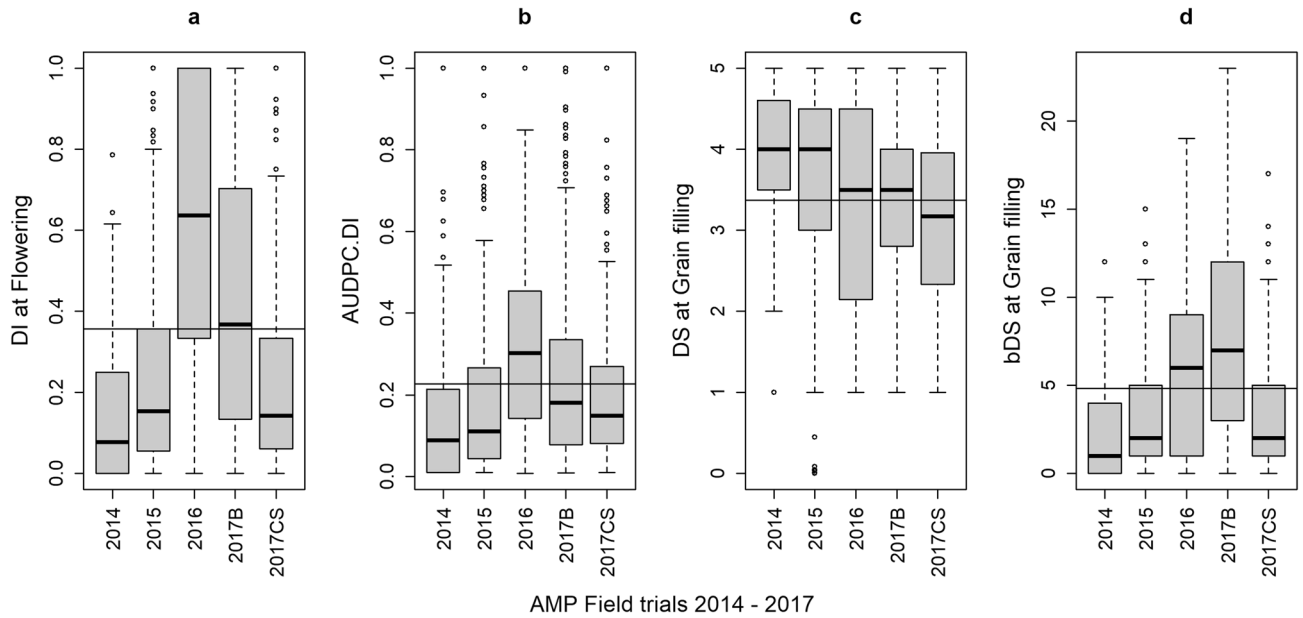 a
b
c
d
DI at Flowering
0.0
0.2
0.4
0.6
0.8
1.0
2014
2015
2016
2017B
2017CS
AUDPC.DI
0.0
0.2
0.4
0.6
0.8
1.0
2014
2015
2016
2017B
2017CS
DS at Grain filling
0
1
2
3
4
5
2014
2015
2016
2017B
2017CS
bDS at Grain filling
0
5
10
15
20
2014
2015
2016
2017B
2017CS
AMP Field trials 2014 - 2017